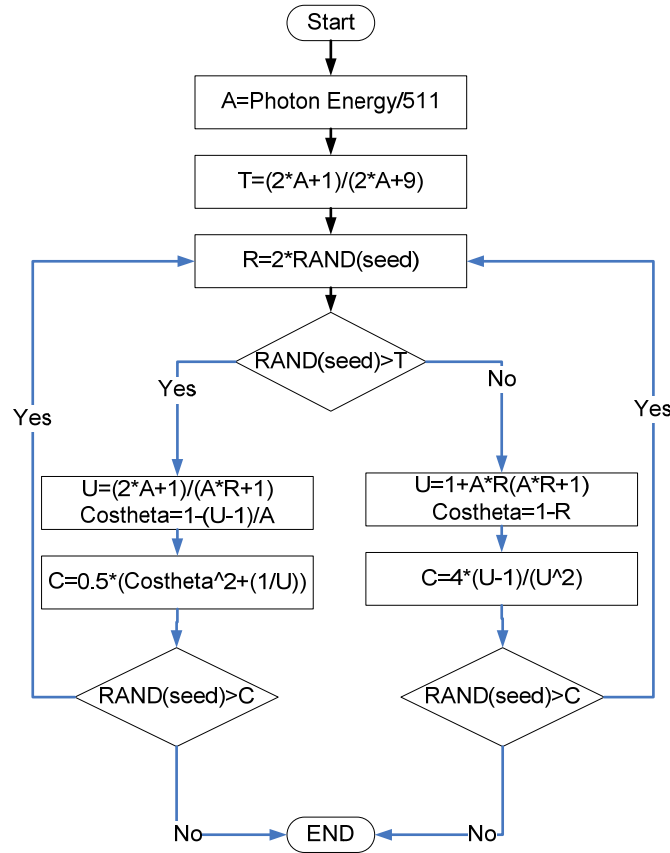 Start
A=Photon Energy/511
T=(2*A+1)/(2*A+9)
R=2*RAND(seed)
RAND(seed)>T
Yes
No
Yes
Yes
U=(2*A+1)/(A*R+1)
Costheta=1-(U-1)/A
U=1+A*R(A*R+1)
Costheta=1-R
C=0.5*(Costheta^2+(1/U))
C=4*(U-1)/(U^2)
RAND(seed)>C
RAND(seed)>C
No
END
No